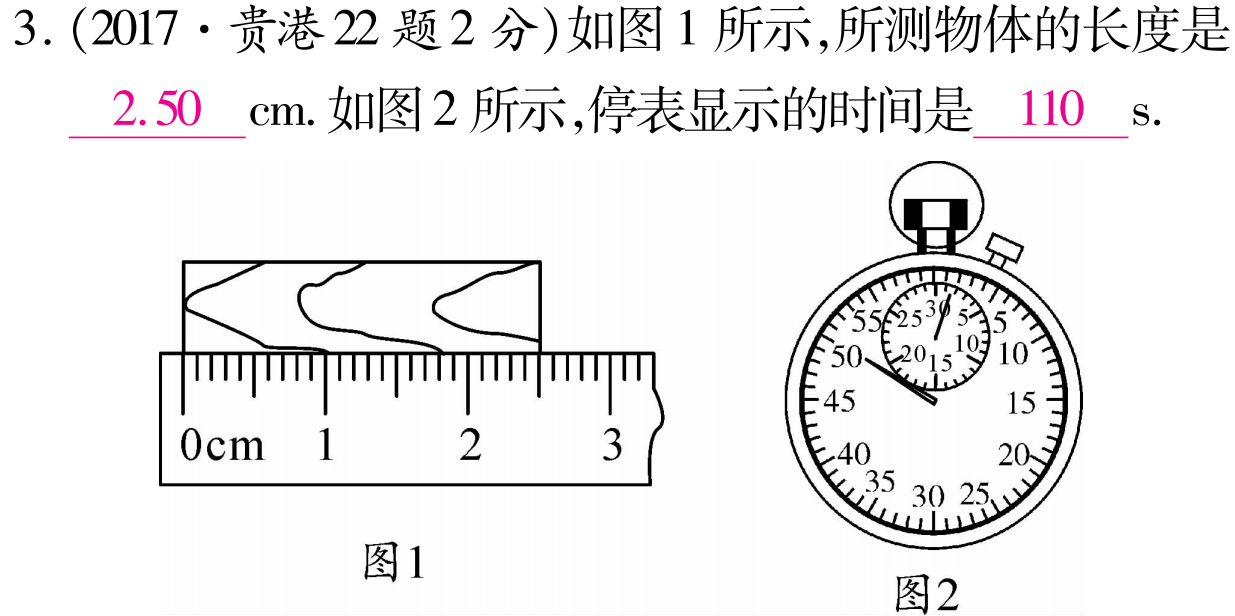 3. (2017·贵港22题2分)如图1所示,所测物体的长度是
2.50 cm. 如图2所示,停表显示的时间是 110 s.
0cm 1 2 3
图1
30 5 10 15 20 25
5 10 15 20 25 30 35 40 45 50 55
图2